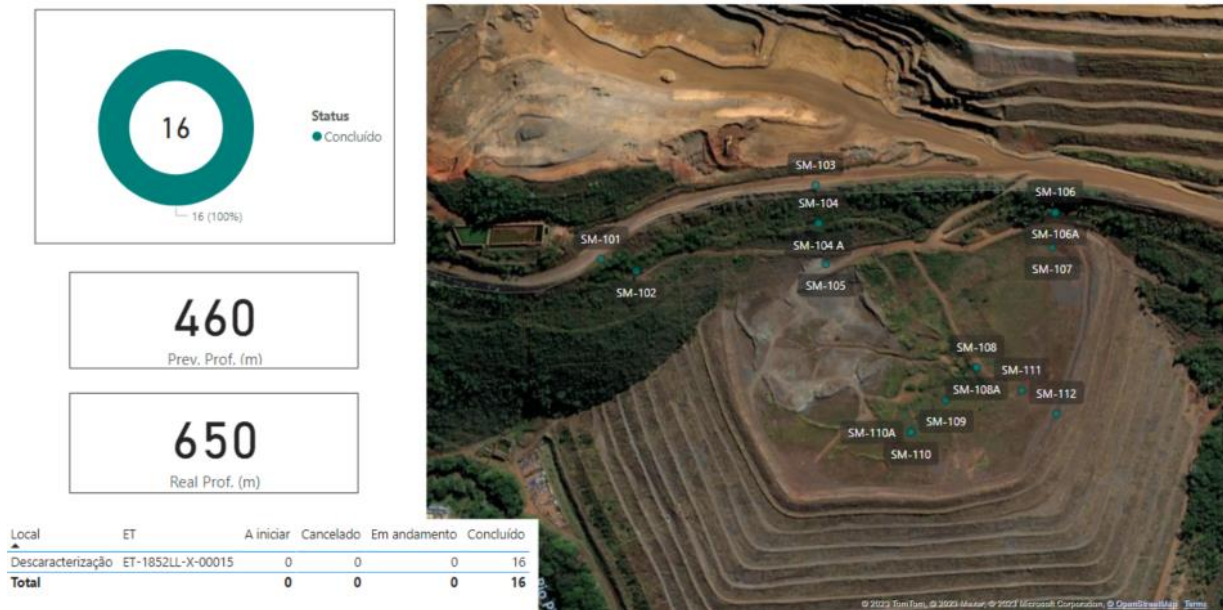 16
Status
Concluído
16 (100%)
460
Prev. Prof. (m)
650
Real Prof. (m)
Local ET A iniciar Cancelado Em andamento Concluído
Descaracterização ET-1852LL-X-00015 0 0 0 16
Total 0 0 0 16
SM-103
SM-106
SM-104
SM-101
SM-104 A
SM-106A
SM-102
SM-105
SM-107
SM-108
SM-111
SM-108A
SM-112
SM-109
SM-110A
SM-110
© 2023 TomTom, © 2023 Maxar, © 2023 Microsoft Corporation, © OpenStreetMap Terms